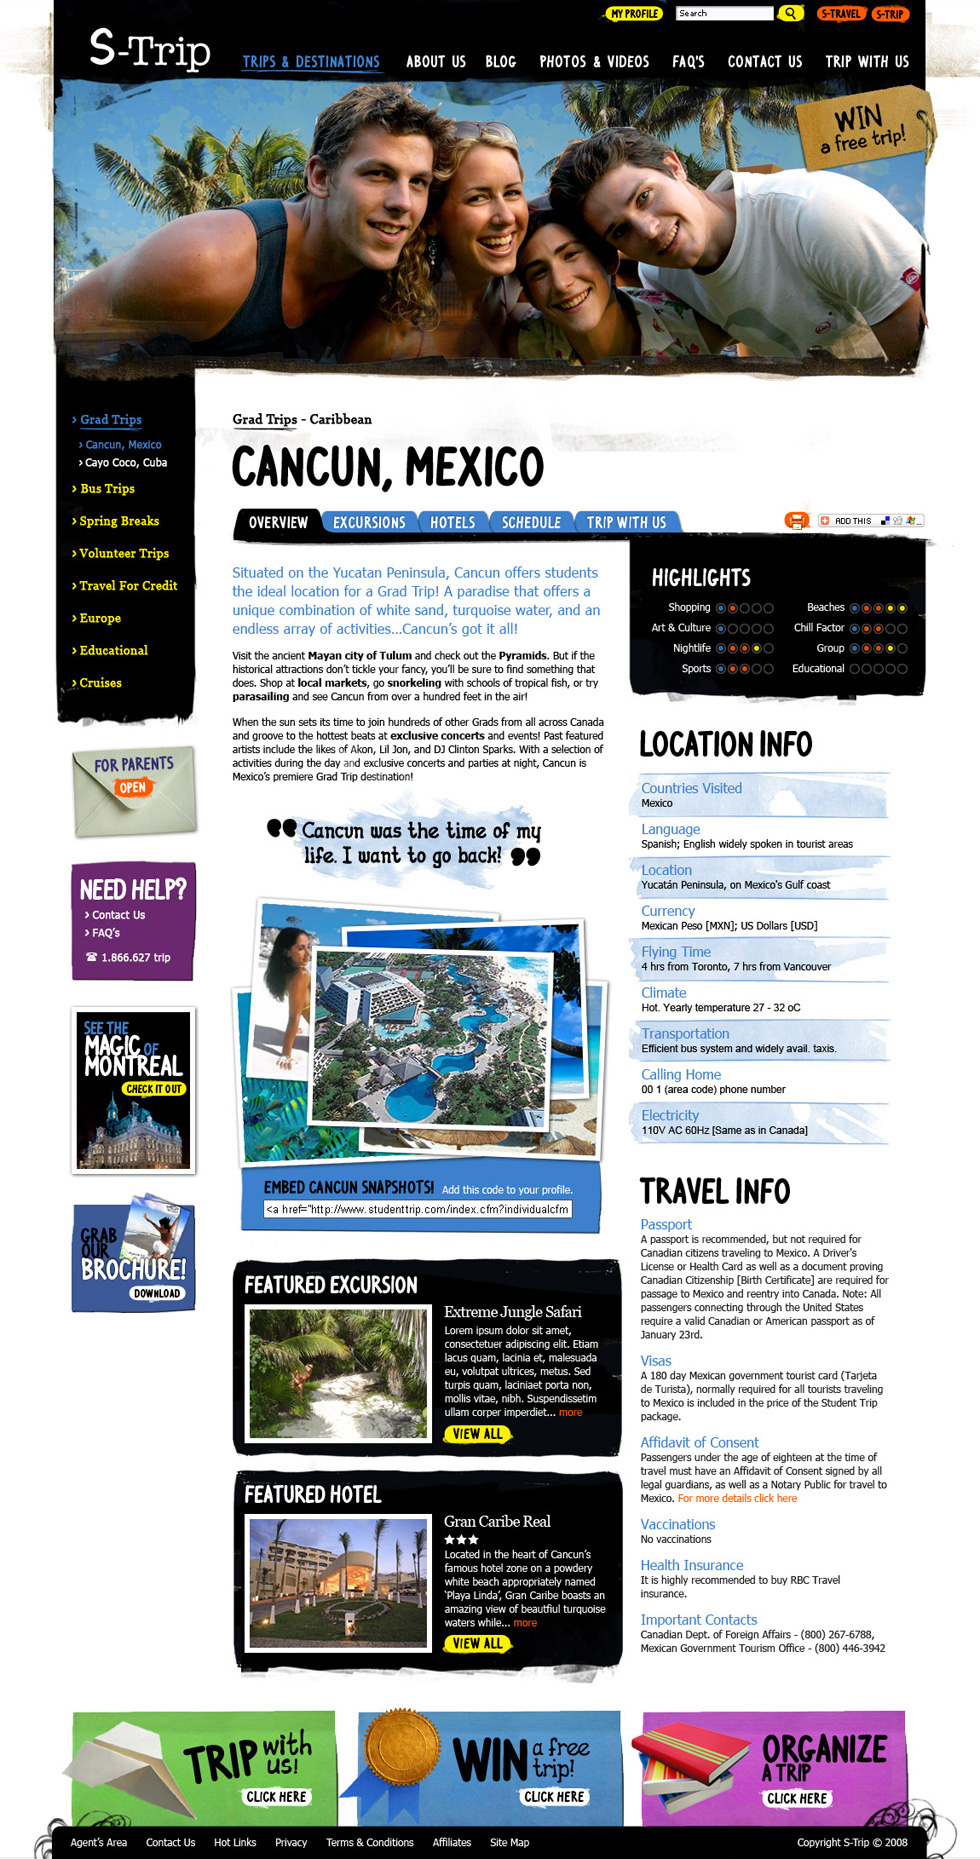 MY PROFILE
Search
S-TRAVEL
S-TRIP
S-Trip
TRIPS & DESTINATIONS
ABOUT US
BLOG
PHOTOS & VIDEOS
FAQ'S
CONTACT US
TRIP WITH US
WIN
a free trip!
› Grad Trips
› Cancun, Mexico
› Cayo Coco, Cuba
› Bus Trips
› Spring Breaks
› Volunteer Trips
› Travel For Credit
› Europe
› Educational
› Cruises
FOR PARENTS
OPEN
NEED HELP?
› Contact Us
› FAQ's
1.866.627 trip
SEE THE
MAGIC OF
MONTREAL
CHECK IT OUT
GRAB
OUR
BROCHURE!
DOWNLOAD
Grad Trips - Caribbean
CANCUN, MEXICO
OVERVIEW
EXCURSIONS
HOTELS
SCHEDULE
TRIP WITH US
ADD THIS
Situated on the Yucatan Peninsula, Cancun offers students
the ideal location for a Grad Trip! A paradise that offers a
unique combination of white sand, turquoise water, and an
endless array of activities...Cancun's got it all!
Visit the ancient Mayan city of Tulum and check out the Pyramids. But if the
historical attractions don't tickle your fancy, you'll be sure to find something that
does. Shop at local markets, go snorkeling with schools of tropical fish, or try
parasailing and see Cancun from over a hundred feet in the air!
When the sun sets its time to join hundreds of other Grads from all across Canada
and groove to the hottest beats at exclusive concerts and events! Past featured
artists include the likes of Akon, Lil Jon, and DJ Clinton Sparks. With a selection of
activities during the day and exclusive concerts and parties at night, Cancun is
Mexico's premiere Grad Trip destination!
“ Cancun was the time of my
life. I want to go back! ”
EMBED CANCUN SNAPSHOTS! Add this code to your profile.
<a href="http://www.studenttrip.com/index.cfm?individualcfm
FEATURED EXCURSION
Extreme Jungle Safari
Lorem ipsum dolor sit amet,
consectetuer adipiscing elit. Etiam
lacus quam, lacinia et, malesuada
eu, volutpat ultrices, metus. Sed
turpis quam, laciniaet porta non,
mollis vitae, nibh. Suspendissetim
ullam corper imperdiet... more
VIEW ALL
FEATURED HOTEL
Gran Caribe Real
★★★
Located in the heart of Cancun's
famous hotel zone on a powdery
white beach appropriately named
'Playa Linda', Gran Caribe boasts an
amazing view of beautfiul turquoise
waters while... more
VIEW ALL
HIGHLIGHTS
Shopping
Beaches
Art & Culture
Chill Factor
Nightlife
Group
Sports
Educational
LOCATION INFO
Countries Visited
Mexico
Language
Spanish; English widely spoken in tourist areas
Location
Yucatán Peninsula, on Mexico's Gulf coast
Currency
Mexican Peso [MXN]; US Dollars [USD]
Flying Time
4 hrs from Toronto, 7 hrs from Vancouver
Climate
Hot. Yearly temperature 27 - 32 oC
Transportation
Efficient bus system and widely avail. taxis.
Calling Home
00 1 (area code) phone number
Electricity
110V AC 60Hz [Same as in Canada]
TRAVEL INFO
Passport
A passport is recommended, but not required for
Canadian citizens traveling to Mexico. A Driver's
License or Health Card as well as a document proving
Canadian Citizenship [Birth Certificate] are required for
passage to Mexico and reentry into Canada. Note: All
passengers connecting through the United States
require a valid Canadian or American passport as of
January 23rd.
Visas
A 180 day Mexican government tourist card (Tarjeta
de Turista), normally required for all tourists traveling
to Mexico is included in the price of the Student Trip
package.
Affidavit of Consent
Passengers under the age of eighteen at the time of
travel must have an Affidavit of Consent signed by all
legal guardians, as well as a Notary Public for travel to
Mexico. For more details click here
Vaccinations
No vaccinations
Health Insurance
It is highly recommended to buy RBC Travel
insurance.
Important Contacts
Canadian Dept. of Foreign Affairs - (800) 267-6788,
Mexican Government Tourism Office - (800) 446-3942
TRIP with us!
CLICK HERE
WIN a free trip!
CLICK HERE
ORGANIZE
A TRIP
CLICK HERE
Agent's Area
Contact Us
Hot Links
Privacy
Terms & Conditions
Affiliates
Site Map
Copyright S-Trip © 2008